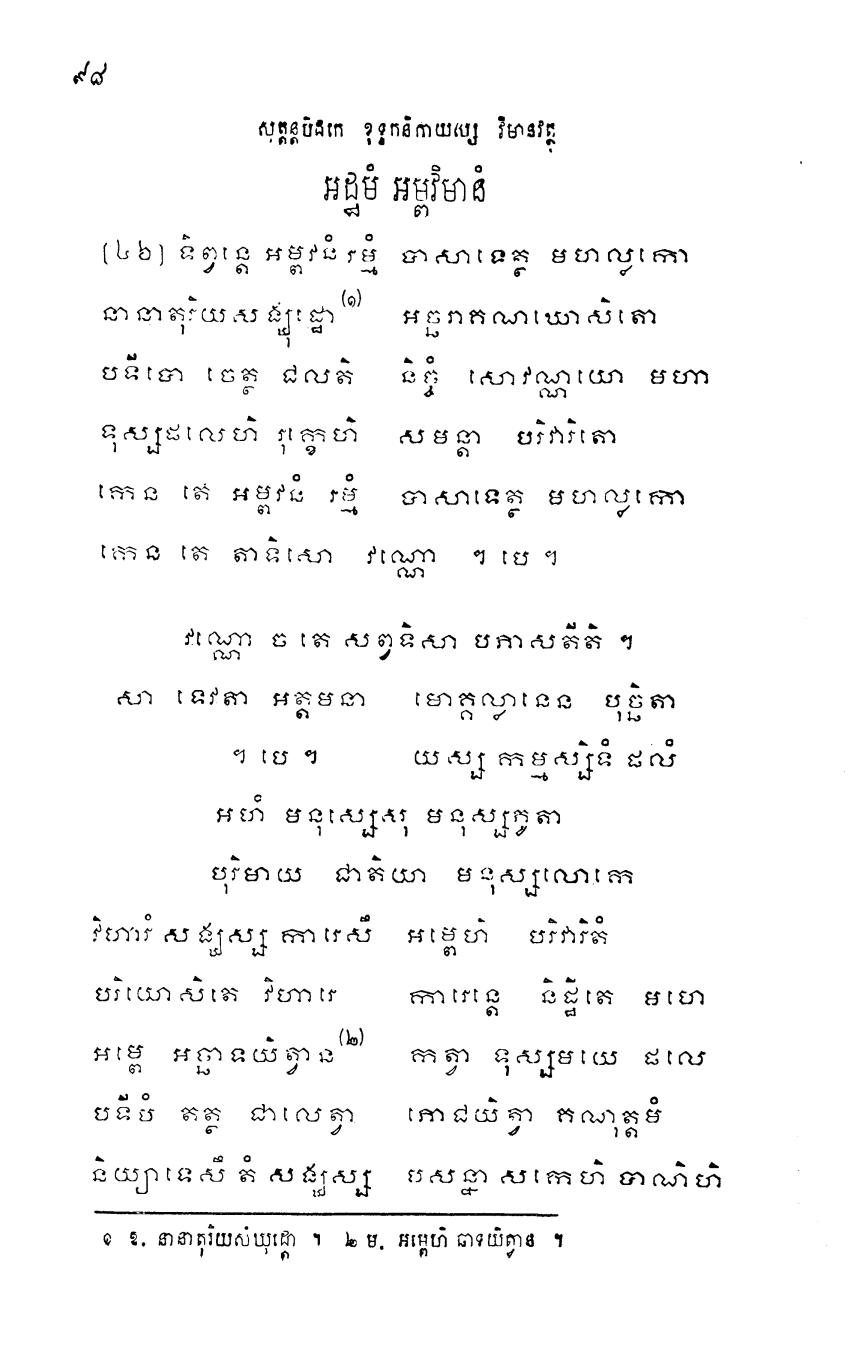 ៩៨
សុត្តន្តបិដកេ ខុទ្ទកនិកាយស្ស វិមានវត្ថុ
អដ្ឋមំ អម្ពវិមានំ
[៤៦] ទិព្វន្តេ អម្ពវនំ រម្មំ បាសាទេត្ថ មហល្លកោ
នានាតុរិយសង្ឃុដ្ឋោ(១) អច្ឆរាគណឃោសិតោ
បទីបោ ចេត្ថ ជលតិ និច្ចំ សោវណ្ណយោ មហា
ទុស្សផលេហិ រុក្ខេហិ សមន្តា បរិវារិតោ
កេន តេ អម្ពវនំ រម្មំ បាសាទេត្ថ មហល្លកោ
កេន តេ តាទិសោ វណ្ណោ ។ បេ ។
វណ្ណោ ច តេ សព្វទិសា បភាសតីតិ ។
សា ទេវតា អត្តមនា មោគ្គល្លានេន បុច្ឆិតា
។ បេ ។ យស្ស កម្មស្សិទំ ផលំ
អហំ មនុស្សេសុ មនុស្សភូតា
បុរិមាយ ជាតិយា មនុស្សលោកេ
វិហារំ សង្ឃស្ស ការេសឹ អម្ពេហិ បរិវារិតំ
បរិយោសិតេ វិហារេ ការេន្តេ និដ្ឋិតេ មហេ
អម្ពេ អច្ឆាទយិត្វាន(២) កត្វា ទុស្សមយេ ផលេ
បទីបំ តត្ថ ជាលេត្វា ភោជយិត្វា គណុត្តមំ
និយ្យាទេសឹ តំ សង្ឃស្ស បសន្នា សកេហិ បាណិហិ
១ ឱ. នានាតុរិយសំឃុដ្ឋោ ។ ២ ម. អម្ពេហិ ឆាទយិត្វាន ។